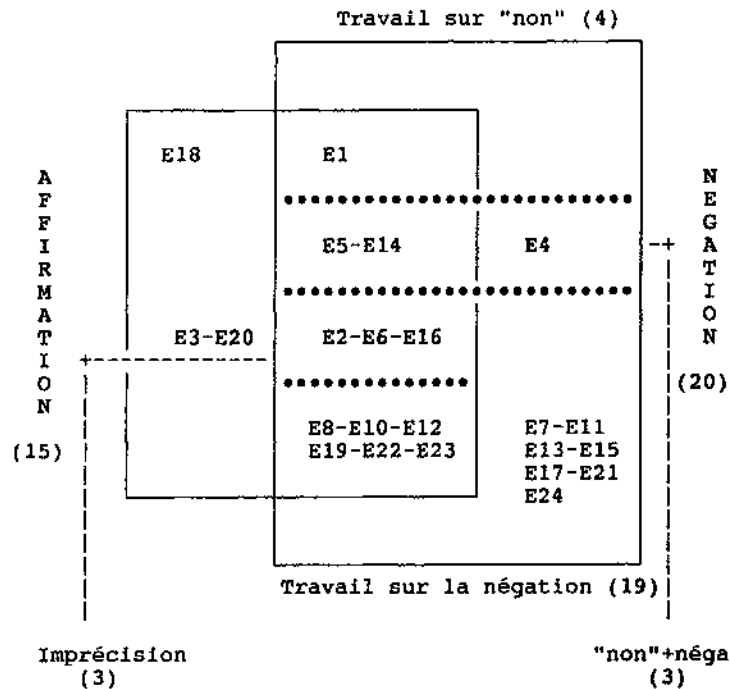 Travail sur "non" (4)
E18 E1
AFFIRMATION
(15)
NEGATION
(20)
E5-E14 E4
E3-E20 E2-E6-E16
E8-E10-E12 E7-E11
E19-E22-E23 E13-E15
E17-E21
E24
Travail sur la négation (19)
Imprécision
(3)
"non"+néga
(3)